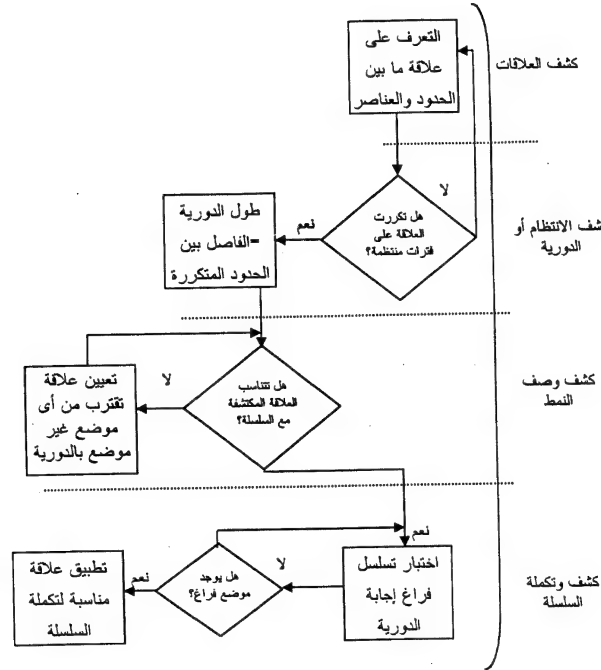 التعرف على
علاقة ما بين
الحدود والعناصر
كشف العلاقات
لا
هل تكررت
العلاقة على
فترات منتظمة؟
نعم
طول الدورية
=الفاصل بين
الحدود المتكررة
شف الانتظام أو
الدورية
هل تتناسب
العلاقة المكتشفة
مع السلسلة؟
لا
تعيين علاقة
تقترب من أى
موضع غير
موضع بالدورية
كشف وصف
النمط
نعم
اختبار تسلسل
فراغ إجابة
الدورية
لا
هل يوجد
موضع فراغ؟
نعم
تطبيق علاقة
مناسبة لتكملة
السلسلة
كشف وتكملة
السلسلة